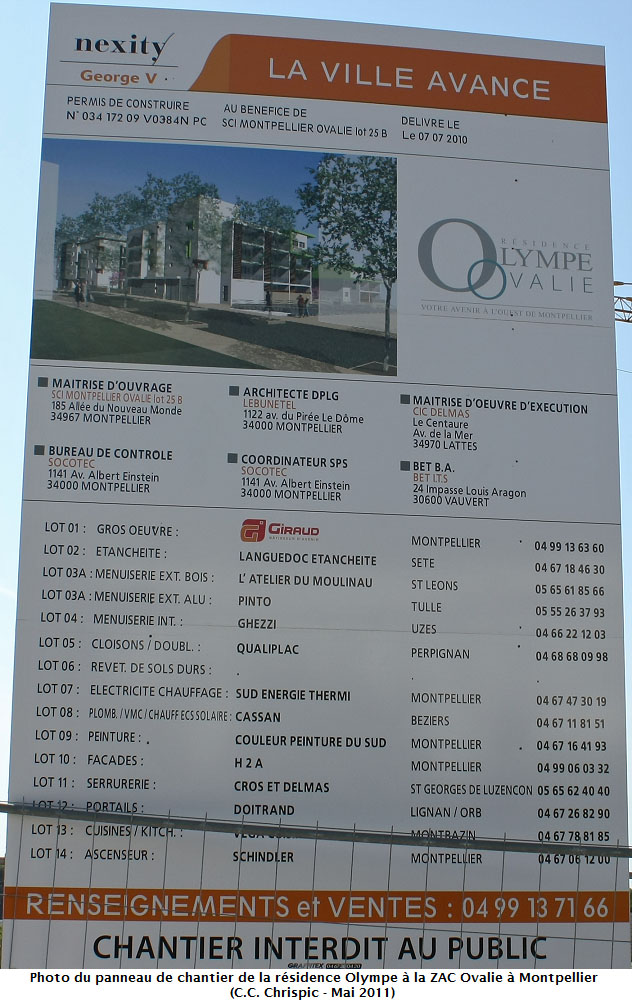 nexity
George V
LA VILLE AVANCE
PERMIS DE CONSTRUIRE
N° 034 172 09 V0384N PC
AU BENEFICE DE
SCI MONTPELLIER OVALIE lot 25 B
DELIVRE LE
Le 07 07 2010
RÉSIDENCE
OLYMPE
OVALIE
VOTRE AVENIR À L'OUEST DE MONTPELLIER
MAITRISE D'OUVRAGE
SCI MONTPELLIER OVALIE lot 25 B
185 Allée du Nouveau Monde
34967 MONTPELLIER
ARCHITECTE DPLG
LEBUNETEL
1122 av. du Pirée Le Dôme
34000 MONTPELLIER
MAITRISE D'OEUVRE D'EXECUTION
CIC DELMAS
Le Centaure
Av. de la Mer
34970 LATTES
BUREAU DE CONTROLE
SOCOTEC
1141 Av. Albert Einstein
34000 MONTPELLIER
COORDINATEUR SPS
SOCOTEC
1141 Av. Albert Einstein
34000 MONTPELLIER
BET B.A.
BET I.T.S
24 Impasse Louis Aragon
30600 VAUVERT
LOT 01 : GROS OEUVRE : GIRAUD MONTPELLIER 04 99 13 63 60
LOT 02 : ETANCHEITE : LANGUEDOC ETANCHEITE SETE 04 67 18 46 30
LOT 03A : MENUISERIE EXT. BOIS : L' ATELIER DU MOULINAU ST LEONS 05 65 61 85 66
LOT 03A : MENUISERIE EXT. ALU : PINTO TULLE 05 55 26 37 93
LOT 04 : MENUISERIE INT. : GHEZZI UZES 04 66 22 12 03
LOT 05 : CLOISONS / DOUBL. : QUALIPLAC PERPIGNAN 04 68 68 09 98
LOT 06 : REVET. DE SOLS DURS : . .
LOT 07 : ELECTRICITE CHAUFFAGE : SUD ENERGIE THERMI MONTPELLIER 04 67 47 30 19
LOT 08 : PLOMB. / VMC / CHAUFF ECS SOLAIRE : CASSAN BEZIERS 04 67 11 81 51
LOT 09 : PEINTURE : COULEUR PEINTURE DU SUD MONTPELLIER 04 67 16 41 93
LOT 10 : FACADES : H 2 A MONTPELLIER 04 99 06 03 32
LOT 11 : SERRURERIE : CROS ET DELMAS ST GEORGES DE LUZENCON 05 65 62 40 40
LOT 12 : PORTAILS : DOITRAND LIGNAN / ORB 04 67 26 82 90
LOT 13 : CUISINES / KITCH. : VEGA MONTBAZIN 04 67 78 81 85
LOT 14 : ASCENSEUR : SCHINDLER MONTPELLIER 04 67 06 12 00
RENSEIGNEMENTS et VENTES : 04 99 13 71 66
CHANTIER INTERDIT AU PUBLIC
Photo du panneau de chantier de la résidence Olympe à la ZAC Ovalie à Montpellier
(C.C. Chrispic - Mai 2011)